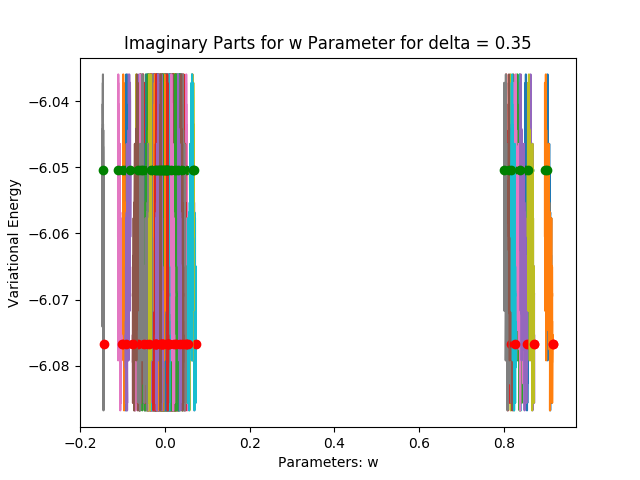 Imaginary Parts for w Parameter for delta = 0.35
−6.04
−6.05
−6.06
−6.07
−6.08
Variational Energy
−0.2 0.0 0.2 0.4 0.6 0.8
Parameters: w